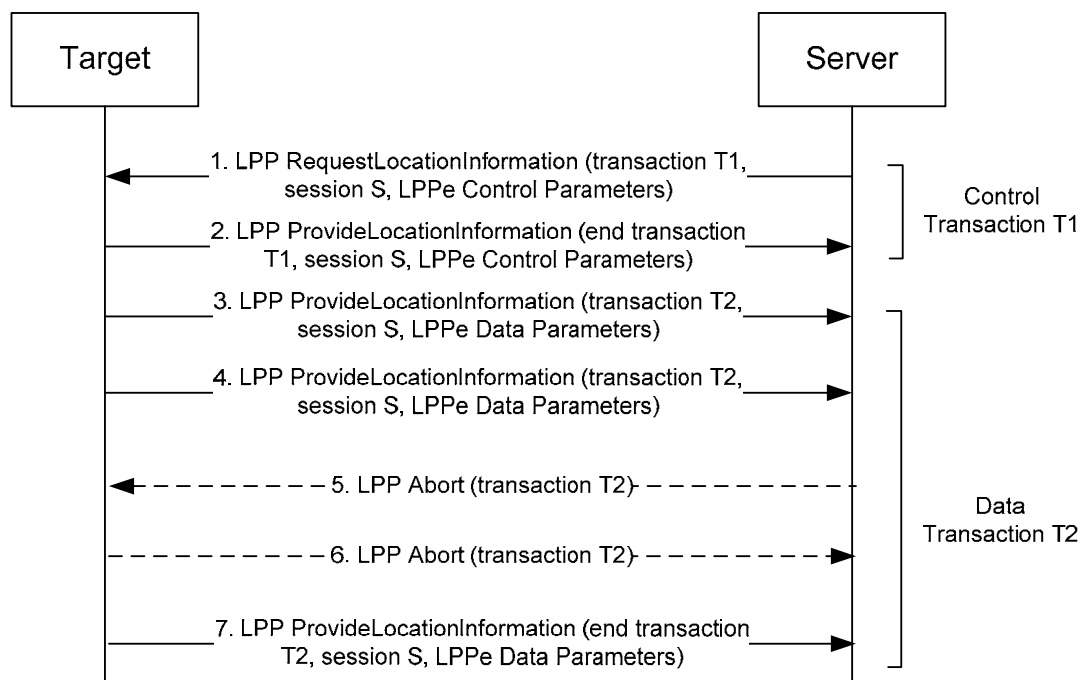 Target
Server
1. LPP RequestLocationInformation (transaction T1,
session S, LPPe Control Parameters)
Control
Transaction T1
2. LPP ProvideLocationInformation (end transaction
T1, session S, LPPe Control Parameters)
3. LPP ProvideLocationInformation (transaction T2,
session S, LPPe Data Parameters)
4. LPP ProvideLocationInformation (transaction T2,
session S, LPPe Data Parameters)
5. LPP Abort (transaction T2)
Data
Transaction T2
6. LPP Abort (transaction T2)
7. LPP ProvideLocationInformation (end transaction
T2, session S, LPPe Data Parameters)